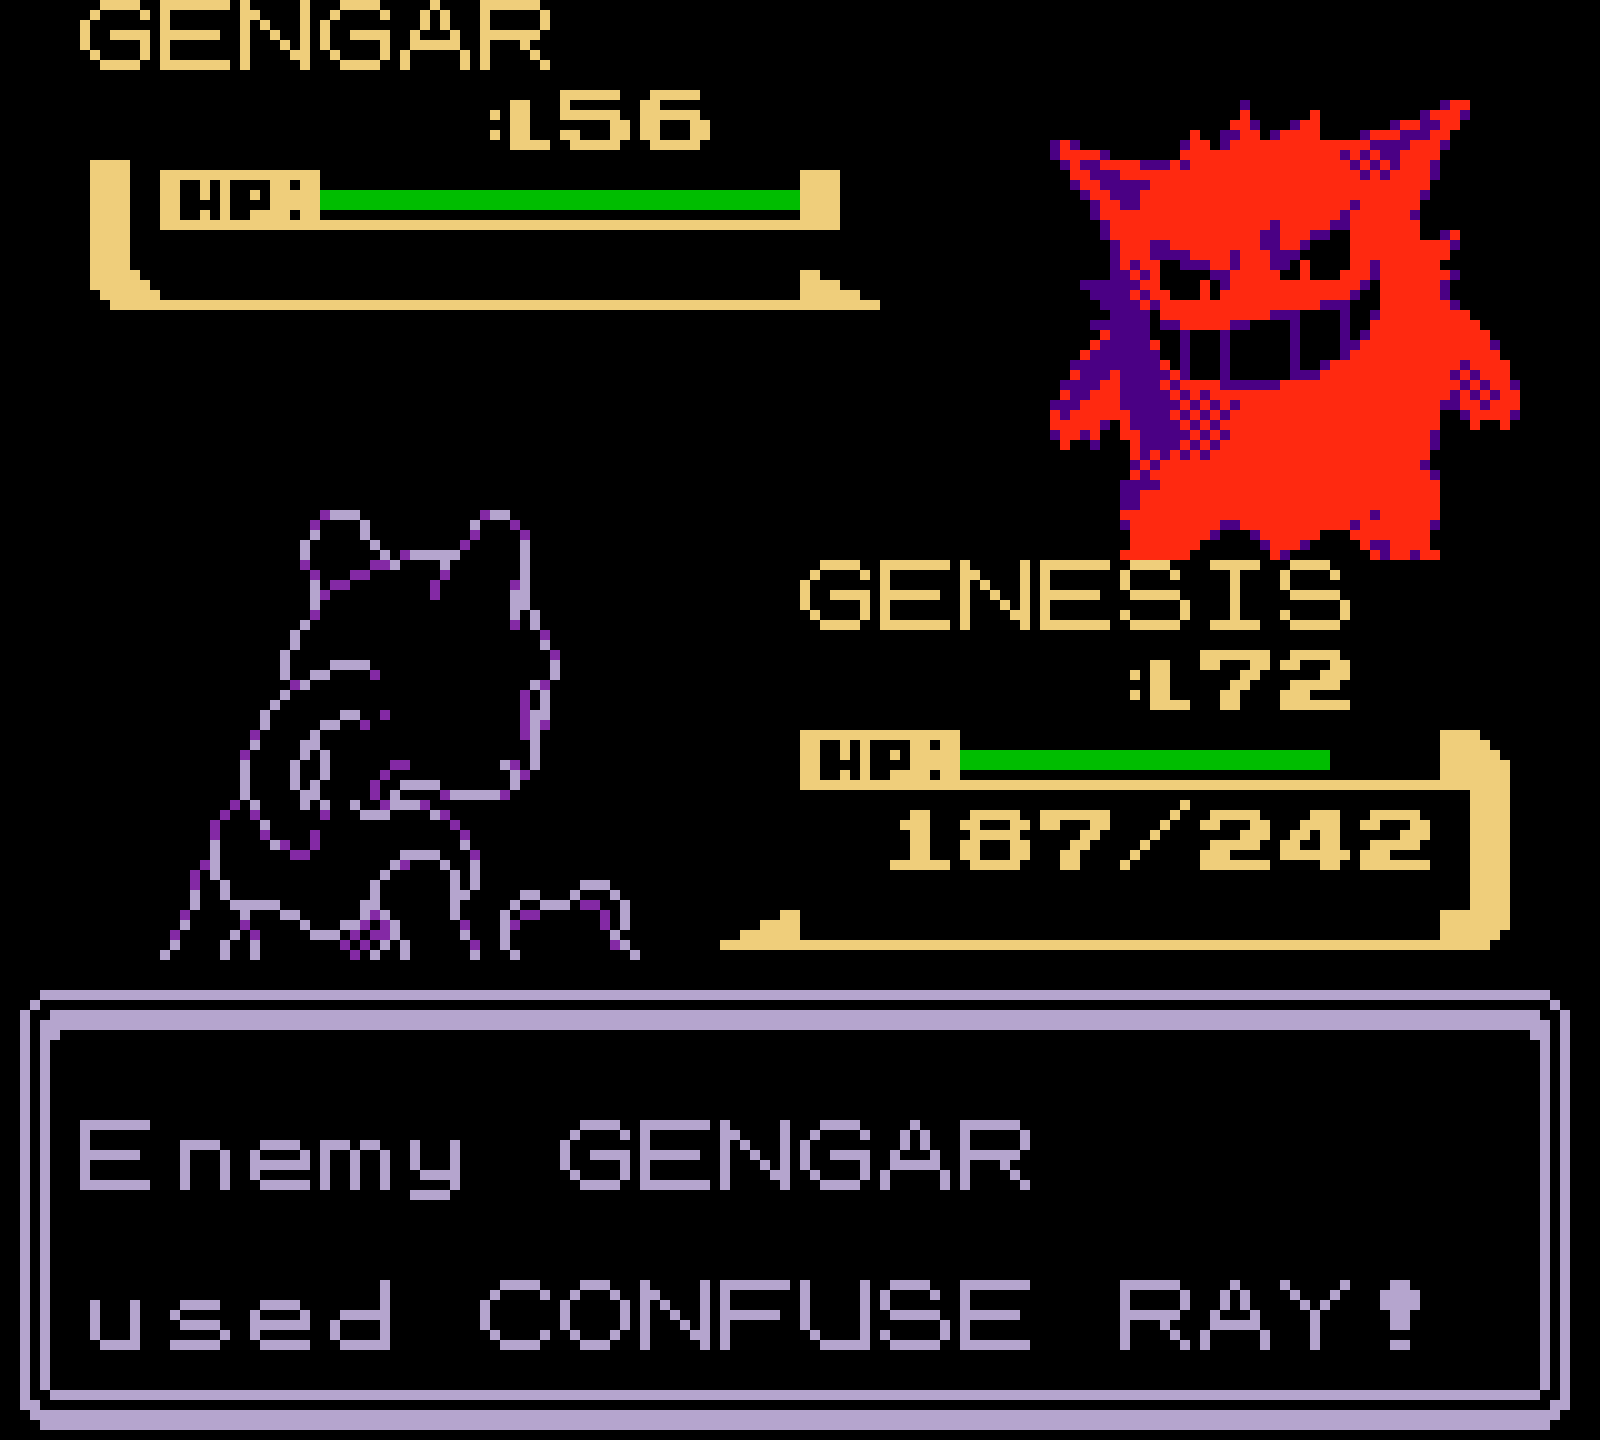 GENGAR
:L56
HP:
GENESIS
:L72
HP:
187/242
Enemy GENGAR
used CONFUSE RAY!